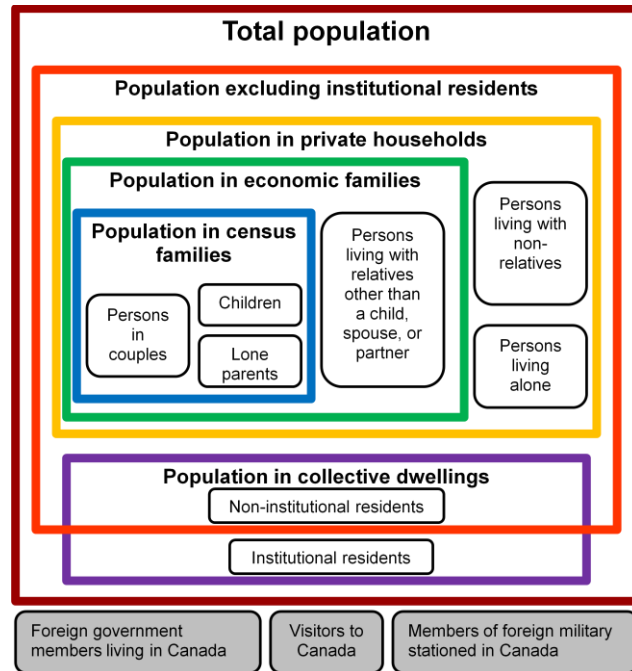 Total population
Population excluding institutional residents
Population in private households
Population in economic families
Population in census
families
Persons
in
couples
Children
Lone
parents
Persons
living with
relatives
other than
a child,
spouse, or
partner
Persons
living with
non-
relatives
Persons
living
alone
Population in collective dwellings
Non-institutional residents
Institutional residents
Foreign government
members living in Canada
Visitors to
Canada
Members of foreign military
stationed in Canada